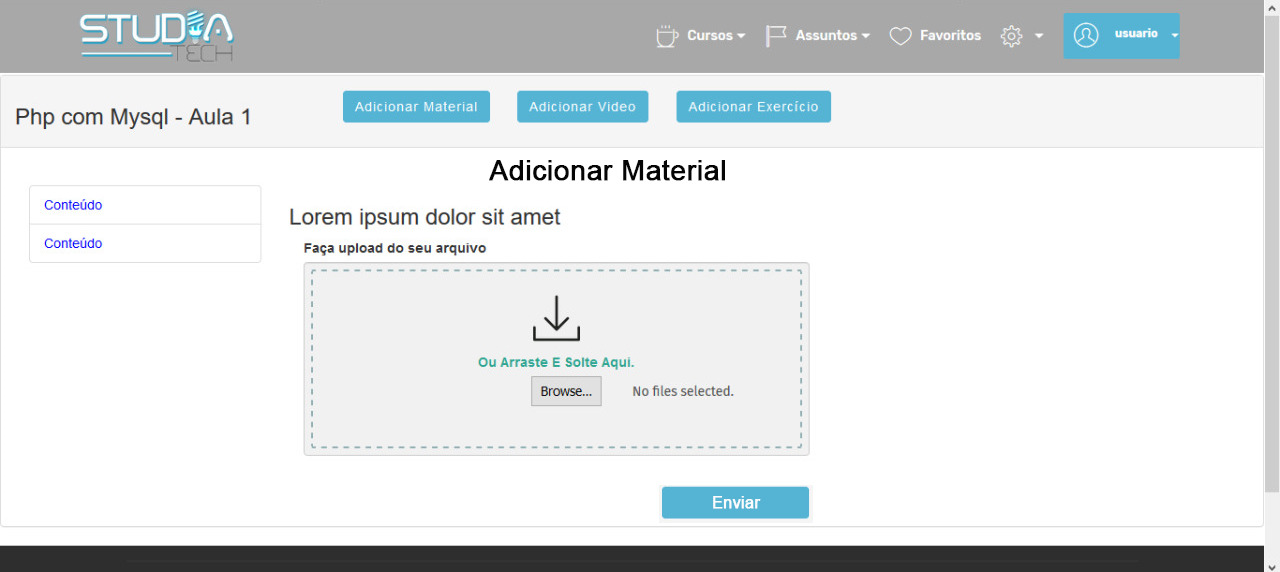 STUDIA
TECH
Cursos
Assuntos
Favoritos
usuario
Php com Mysql - Aula 1
Adicionar Material
Adicionar Video
Adicionar Exercício
Adicionar Material
Conteúdo
Conteúdo
Lorem ipsum dolor sit amet
Faça upload do seu arquivo
Ou Arraste E Solte Aqui.
Browse... No files selected.
Enviar